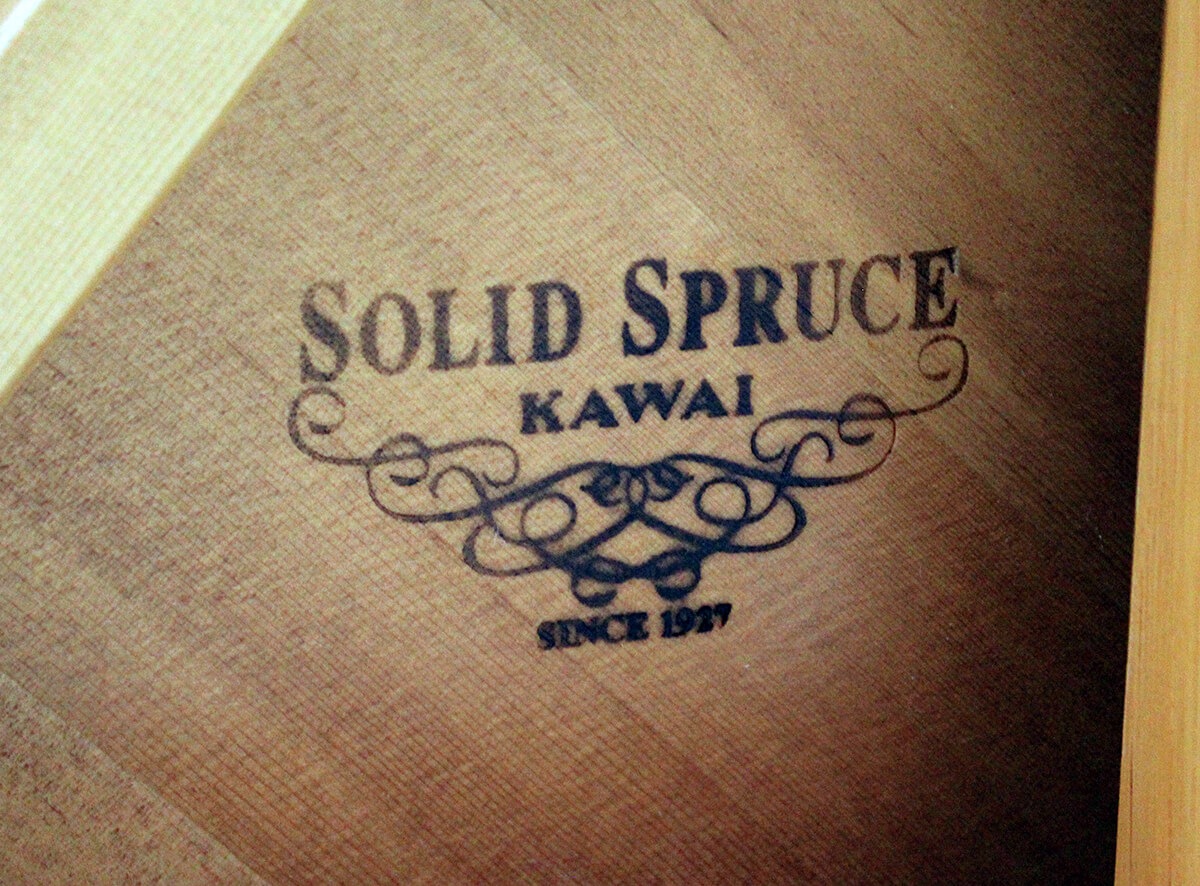 SOLID SPRUCE
KAWAI
SINCE 1927